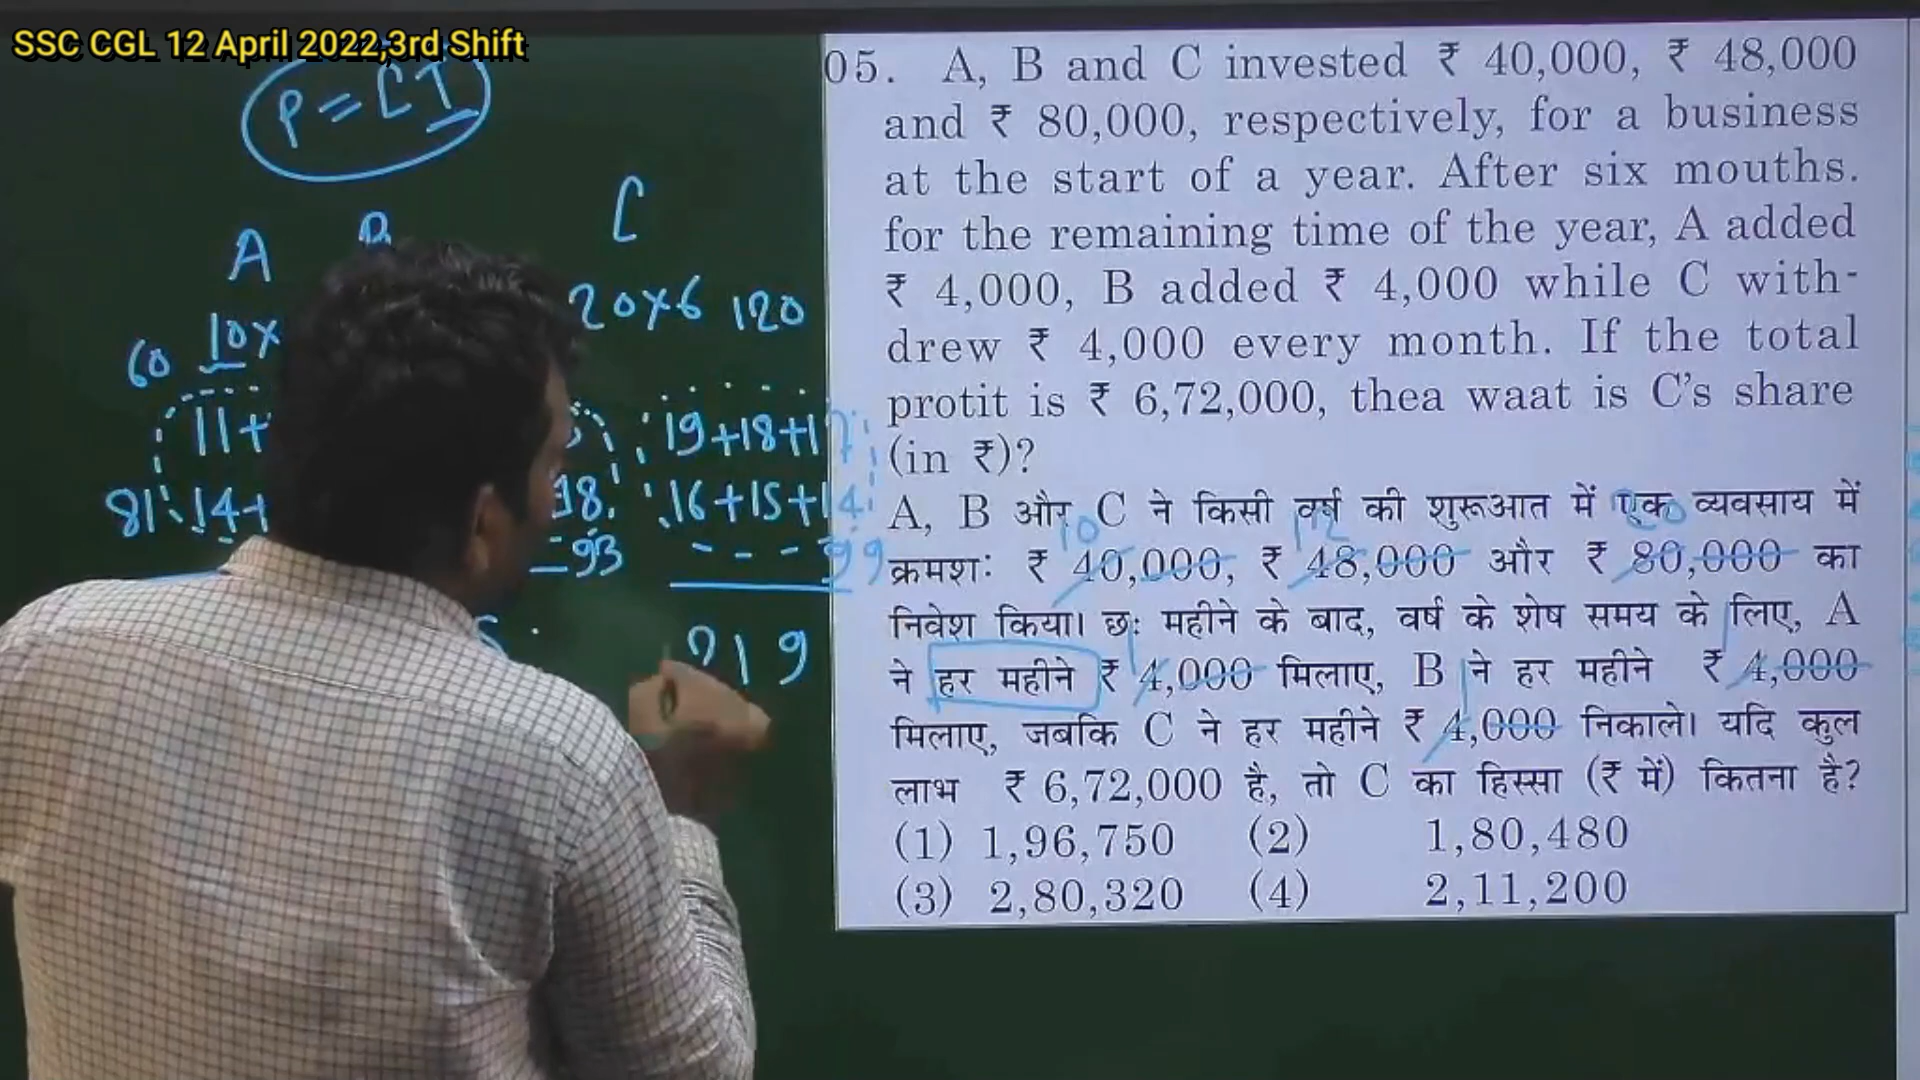 SSC CGL 12 April 2022,3rd Shift
P = CT
A
B
C
60 10×
20×6 120
11+
19+18+17
81 14+
18
16+15+14
93
99
219
05. A, B and C invested ₹ 40,000, ₹ 48,000
and ₹ 80,000, respectively, for a business
at the start of a year. After six mouths.
for the remaining time of the year, A added
₹ 4,000, B added ₹ 4,000 while C with-
drew ₹ 4,000 every month. If the total
protit is ₹ 6,72,000, thea waat is C's share
(in ₹)?
A, B और C ने किसी वर्ष की शुरूआत में एक व्यवसाय में
10 12 20
क्रमशः ₹ 40,000, ₹ 48,000 और ₹ 80,000 का
निवेश किया। छः महीने के बाद, वर्ष के शेष समय के लिए, A
1 1 1
ने हर महीने ₹ 4,000 मिलाए, B ने हर महीने ₹ 4,000
मिलाए, जबकि C ने हर महीने ₹ 4,000 निकाले। यदि कुल
लाभ ₹ 6,72,000 है, तो C का हिस्सा (₹ में) कितना है?
(1) 1,96,750 (2) 1,80,480
(3) 2,80,320 (4) 2,11,200